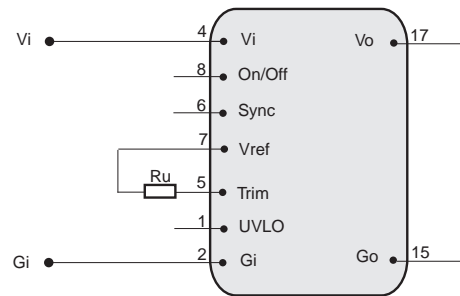 Vi 4 Vi Vo 17
8 On/Off
6 Sync
7 Vref
Ru 5 Trim
1 UVLO
Gi 2 Gi Go 15